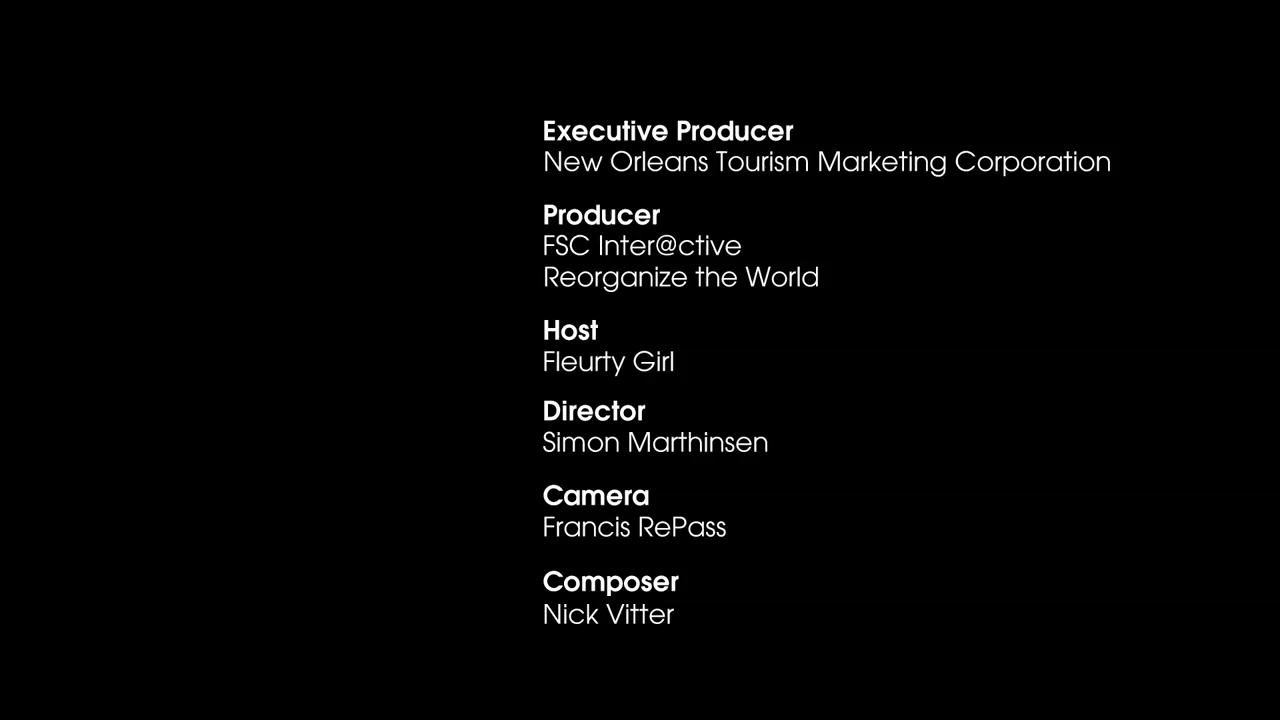 Executive Producer
New Orleans Tourism Marketing Corporation
Producer
FSC Inter@ctive
Reorganize the World
Host
Fleurty Girl
Director
Simon Marthinsen
Camera
Francis RePass
Composer
Nick Vitter